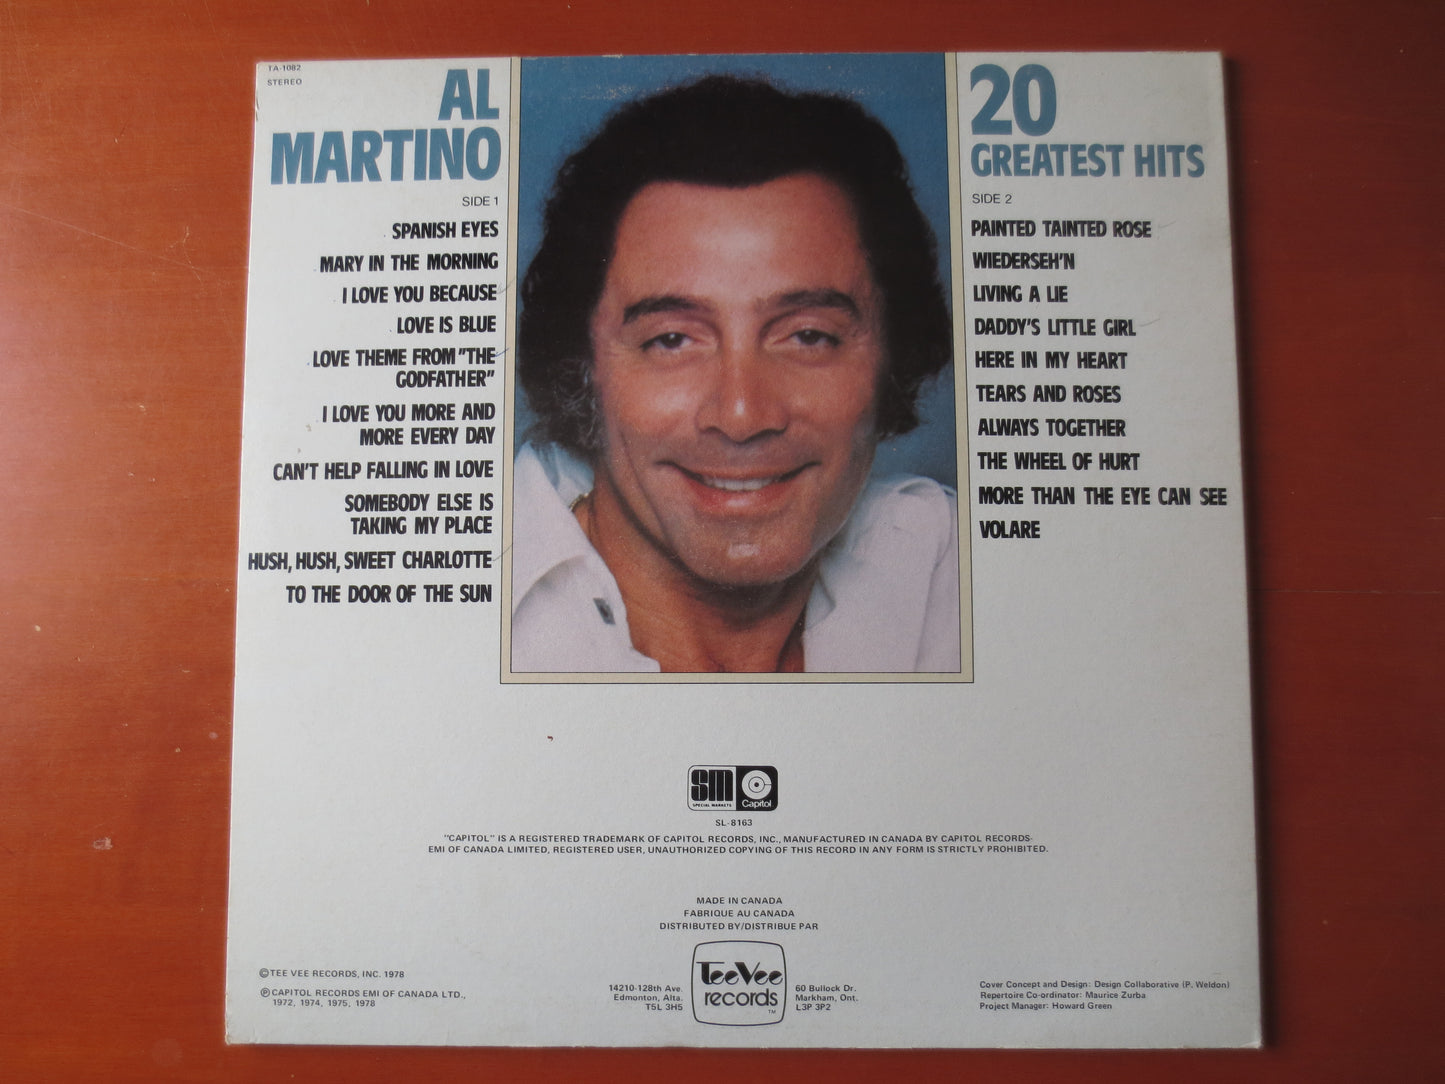 TA-1082
STEREO
AL
MARTINO
SIDE 1
SPANISH EYES
MARY IN THE MORNING
I LOVE YOU BECAUSE
LOVE IS BLUE
LOVE THEME FROM "THE
GODFATHER"
I LOVE YOU MORE AND
MORE EVERY DAY
CAN'T HELP FALLING IN LOVE
SOMEBODY ELSE IS
TAKING MY PLACE
HUSH, HUSH, SWEET CHARLOTTE
TO THE DOOR OF THE SUN
20
GREATEST HITS
SIDE 2
PAINTED TAINTED ROSE
WIEDERSEH'N
LIVING A LIE
DADDY'S LITTLE GIRL
HERE IN MY HEART
TEARS AND ROSES
ALWAYS TOGETHER
THE WHEEL OF HURT
MORE THAN THE EYE CAN SEE
VOLARE
SM
SPECIAL MARKETS
Capitol
SL-8163
"CAPITOL" IS A REGISTERED TRADEMARK OF CAPITOL RECORDS, INC., MANUFACTURED IN CANADA BY CAPITOL RECORDS-
EMI OF CANADA LIMITED, REGISTERED USER, UNAUTHORIZED COPYING OF THIS RECORD IN ANY FORM IS STRICTLY PROHIBITED.
MADE IN CANADA
FABRIQUE AU CANADA
DISTRIBUTED BY/DISTRIBUE PAR
©TEE VEE RECORDS, INC. 1978
℗CAPITOL RECORDS EMI OF CANADA LTD.,
1972, 1974, 1975, 1978
14210-128th Ave.
Edmonton, Alta.
T5L 3H5
TeeVee
records
TM
60 Bullock Dr.
Markham, Ont.
L3P 3P2
Cover Concept and Design: Design Collaborative (P. Weldon)
Repertoire Co-ordinator: Maurice Zurba
Project Manager: Howard Green